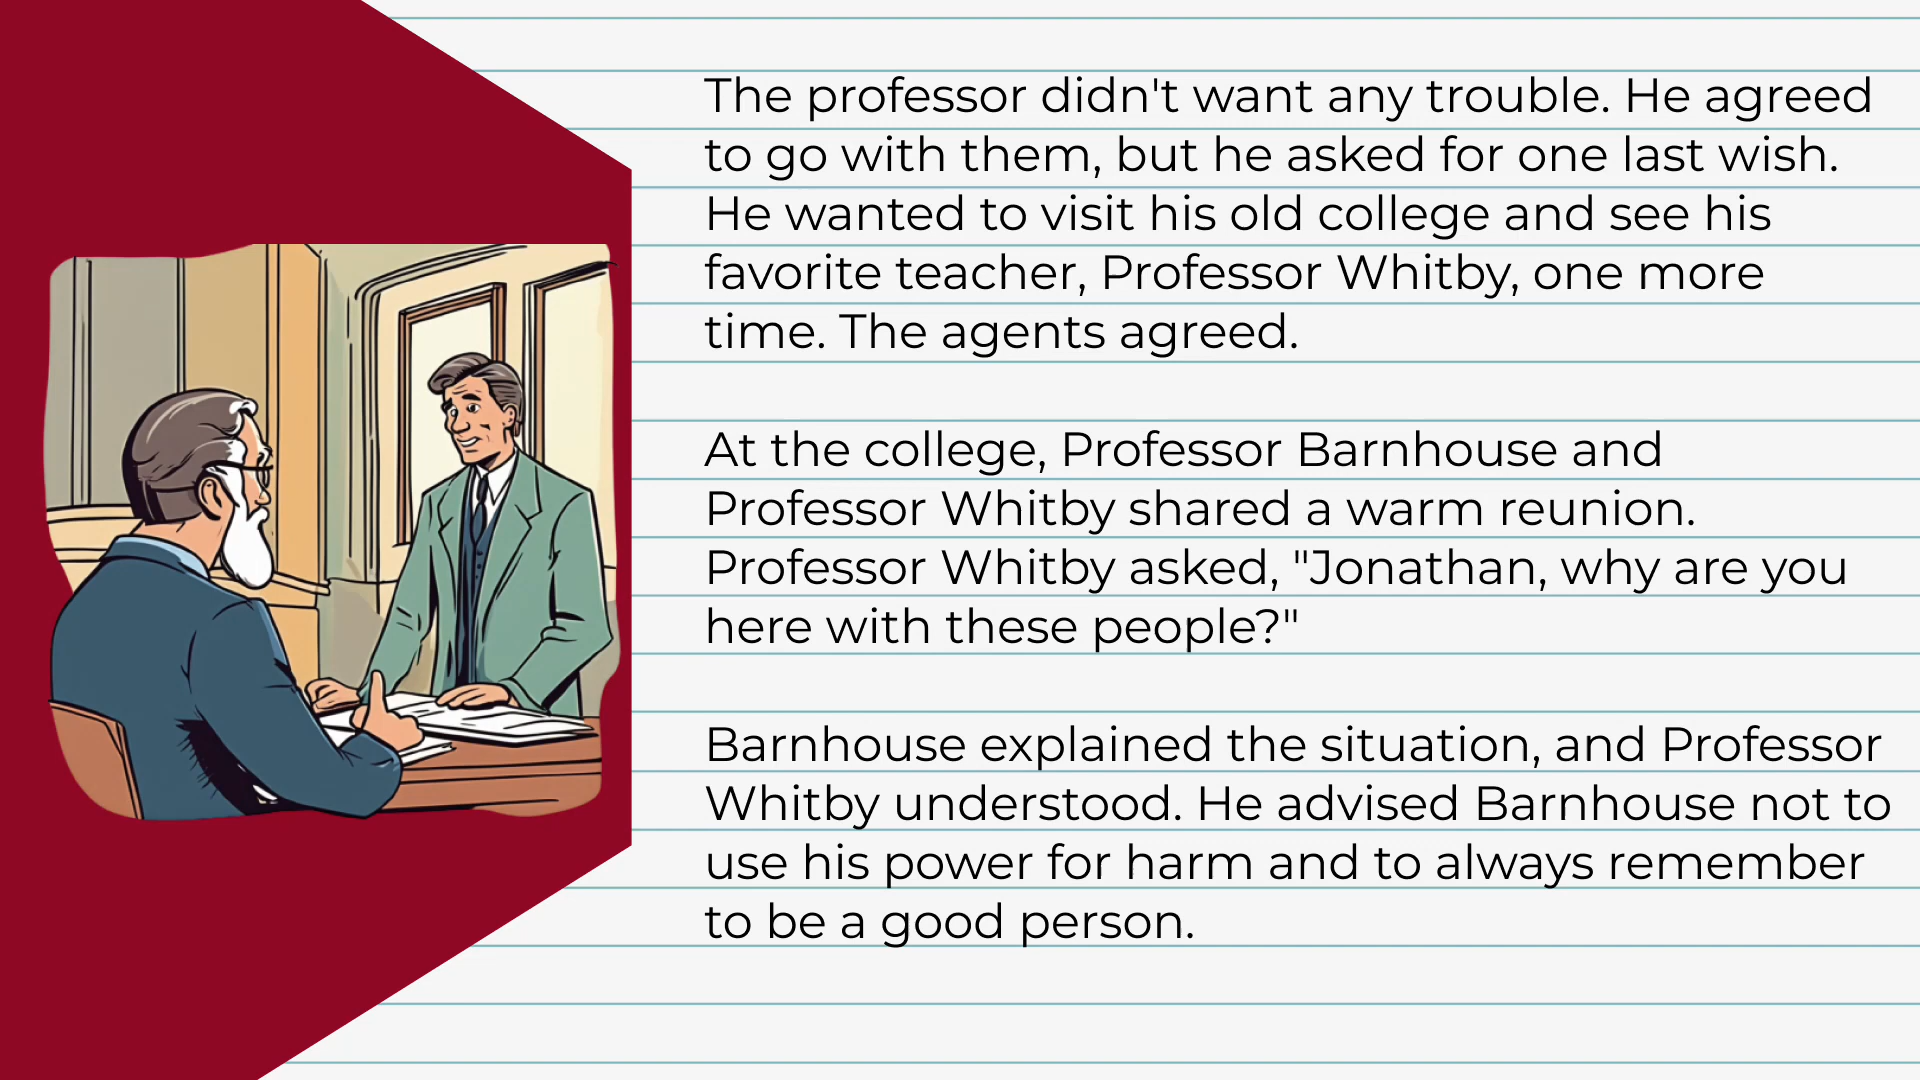 The professor didn't want any trouble. He agreed
to go with them, but he asked for one last wish.
He wanted to visit his old college and see his
favorite teacher, Professor Whitby, one more
time. The agents agreed.
At the college, Professor Barnhouse and
Professor Whitby shared a warm reunion.
Professor Whitby asked, "Jonathan, why are you
here with these people?"
Barnhouse explained the situation, and Professor
Whitby understood. He advised Barnhouse not to
use his power for harm and to always remember
to be a good person.